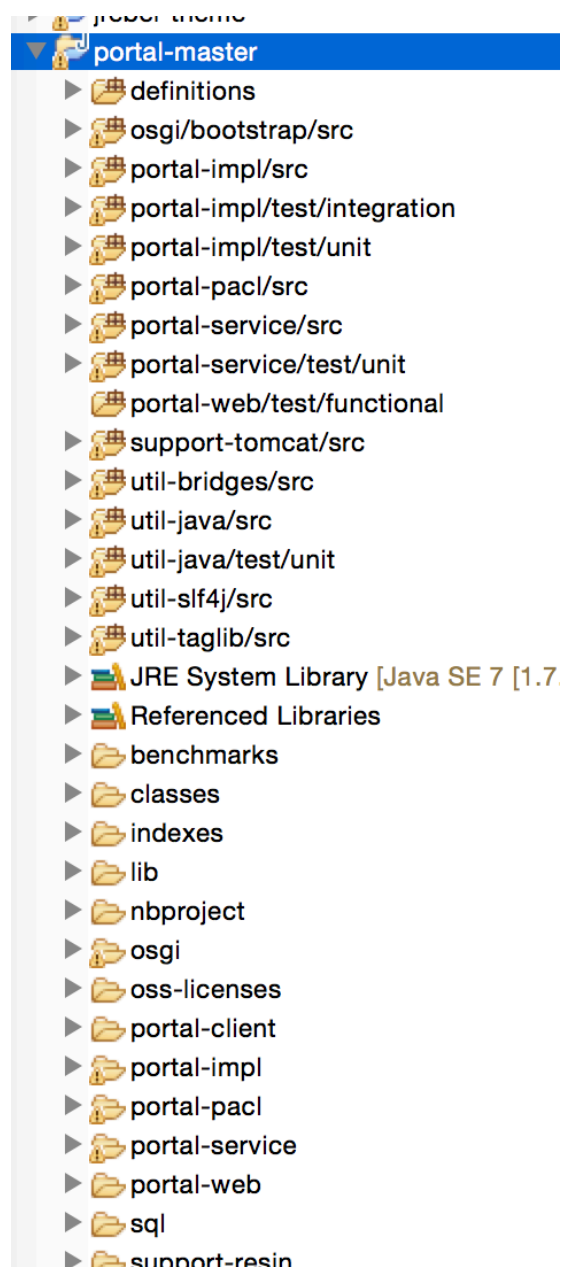 portal-master
definitions
osgi/bootstrap/src
portal-impl/src
portal-impl/test/integration
portal-impl/test/unit
portal-pacl/src
portal-service/src
portal-service/test/unit
portal-web/test/functional
support-tomcat/src
util-bridges/src
util-java/src
util-java/test/unit
util-slf4j/src
util-taglib/src
JRE System Library [Java SE 7 [1.7.
Referenced Libraries
benchmarks
classes
indexes
lib
nbproject
osgi
oss-licenses
portal-client
portal-impl
portal-pacl
portal-service
portal-web
sql
support-resin